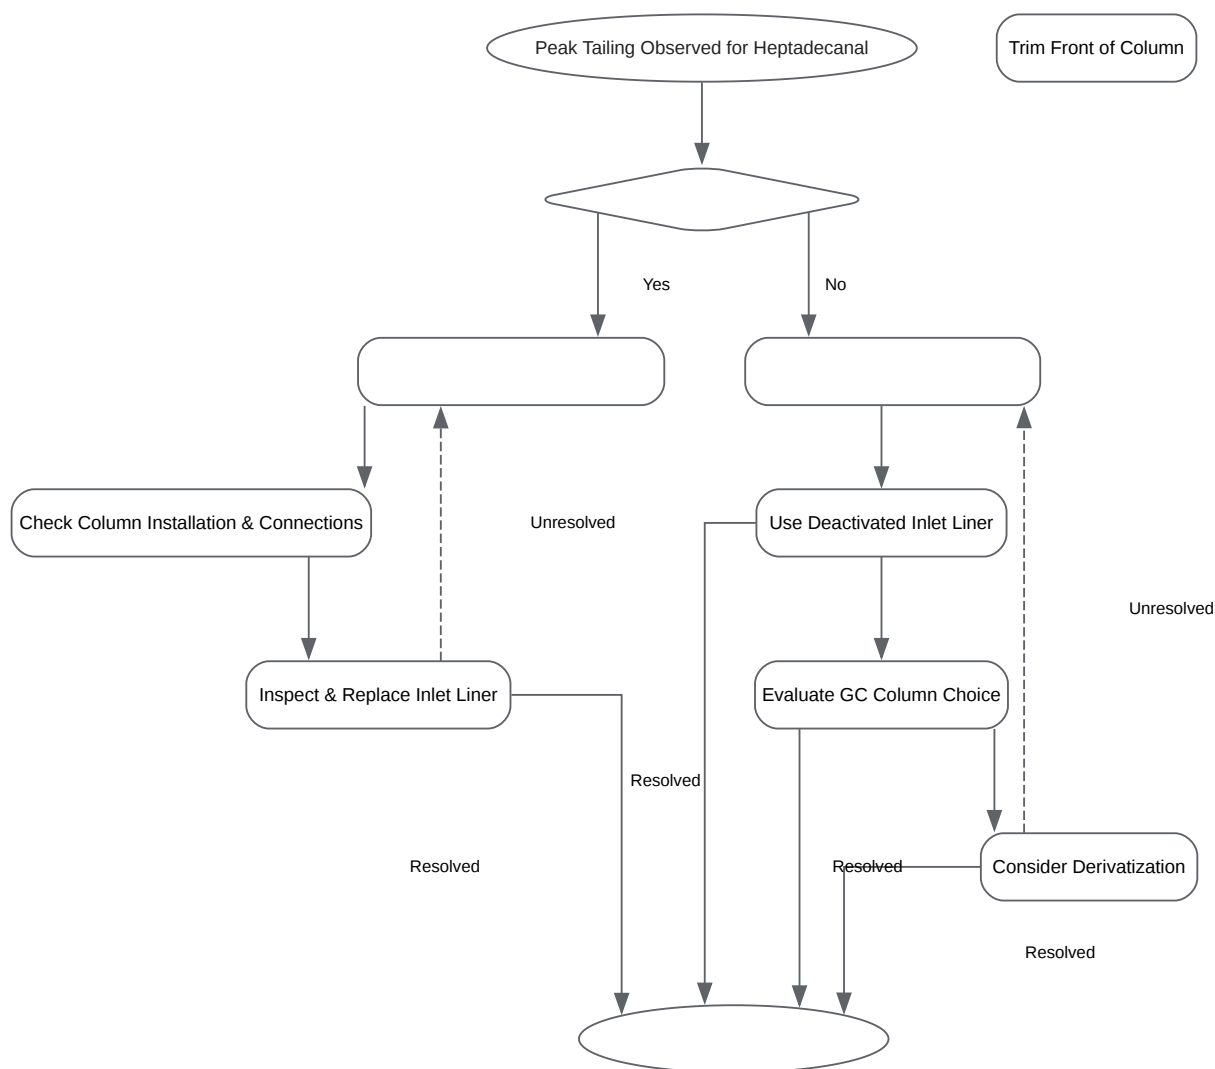 Peak Tailing Observed for Heptadecanal
Trim Front of Column
Yes
No
Check Column Installation & Connections
Unresolved
Use Deactivated Inlet Liner
Unresolved
Inspect & Replace Inlet Liner
Evaluate GC Column Choice
Resolved
Resolved
Resolved
Consider Derivatization
Resolved